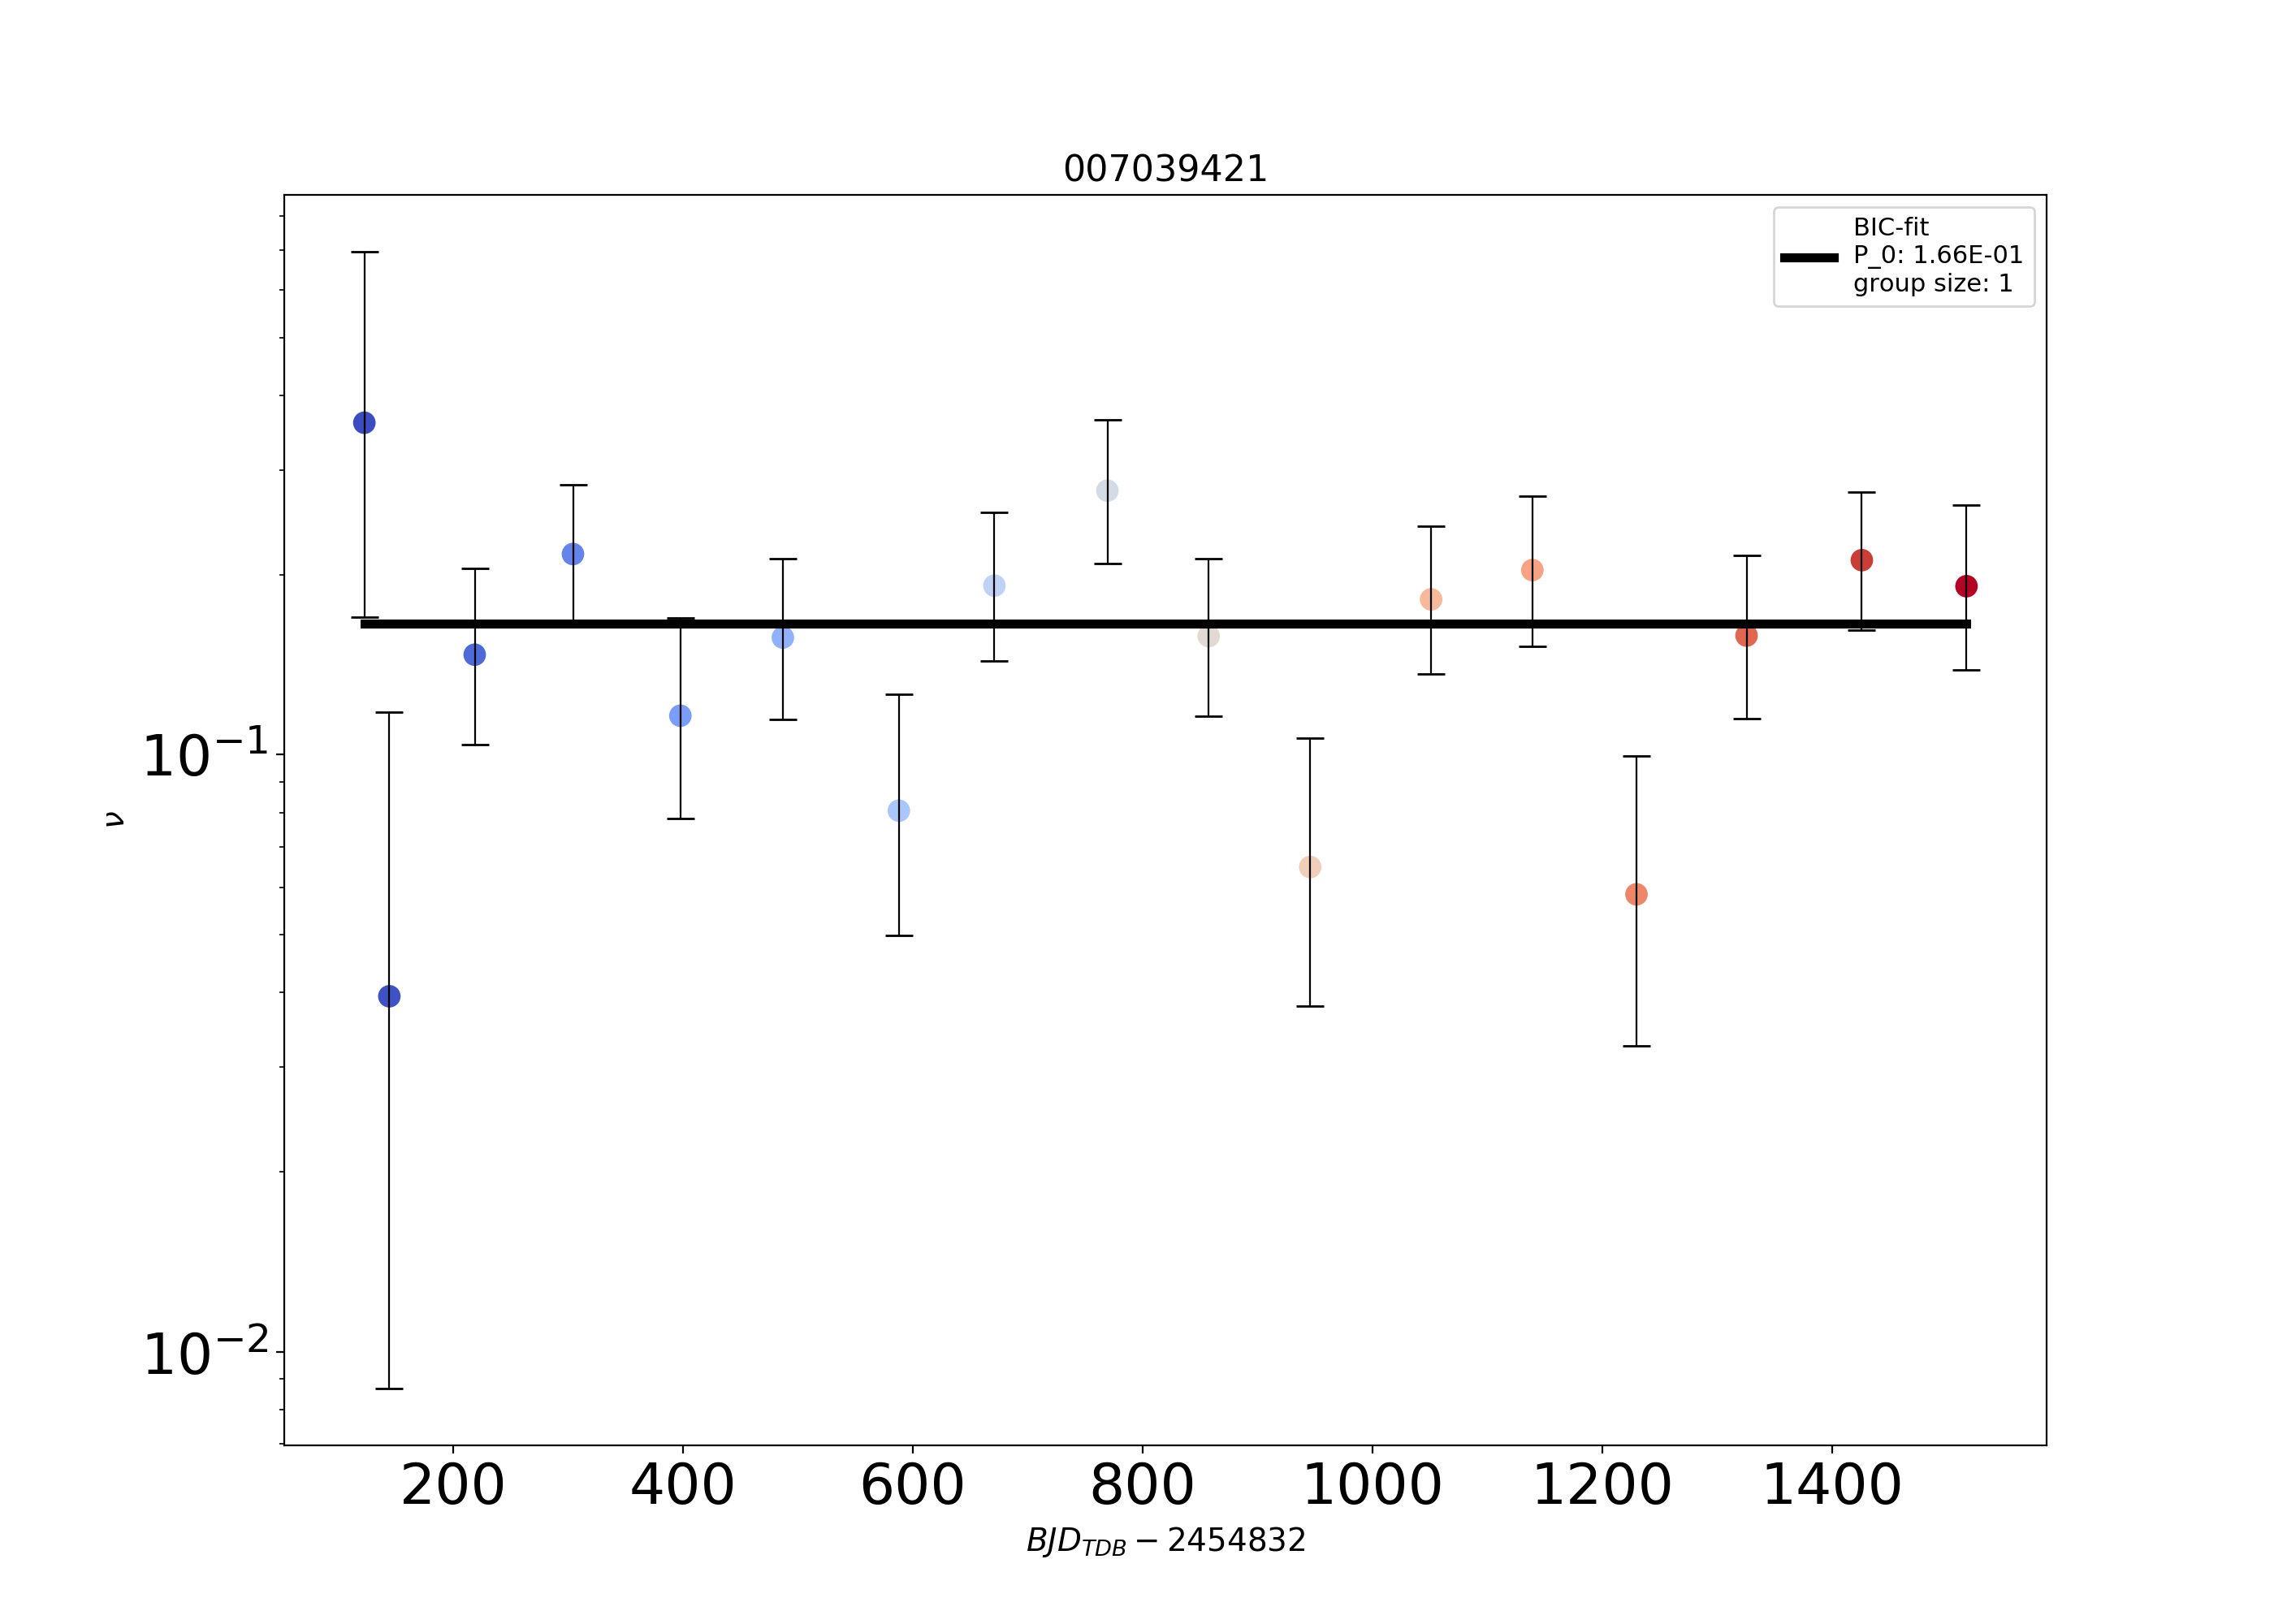 007039421
BIC-fit
P_0: 1.66E-01
group size: 1
10⁻¹
ν
10⁻²
200 400 600 800 1000 1200 1400
BJD_TDB − 2454832